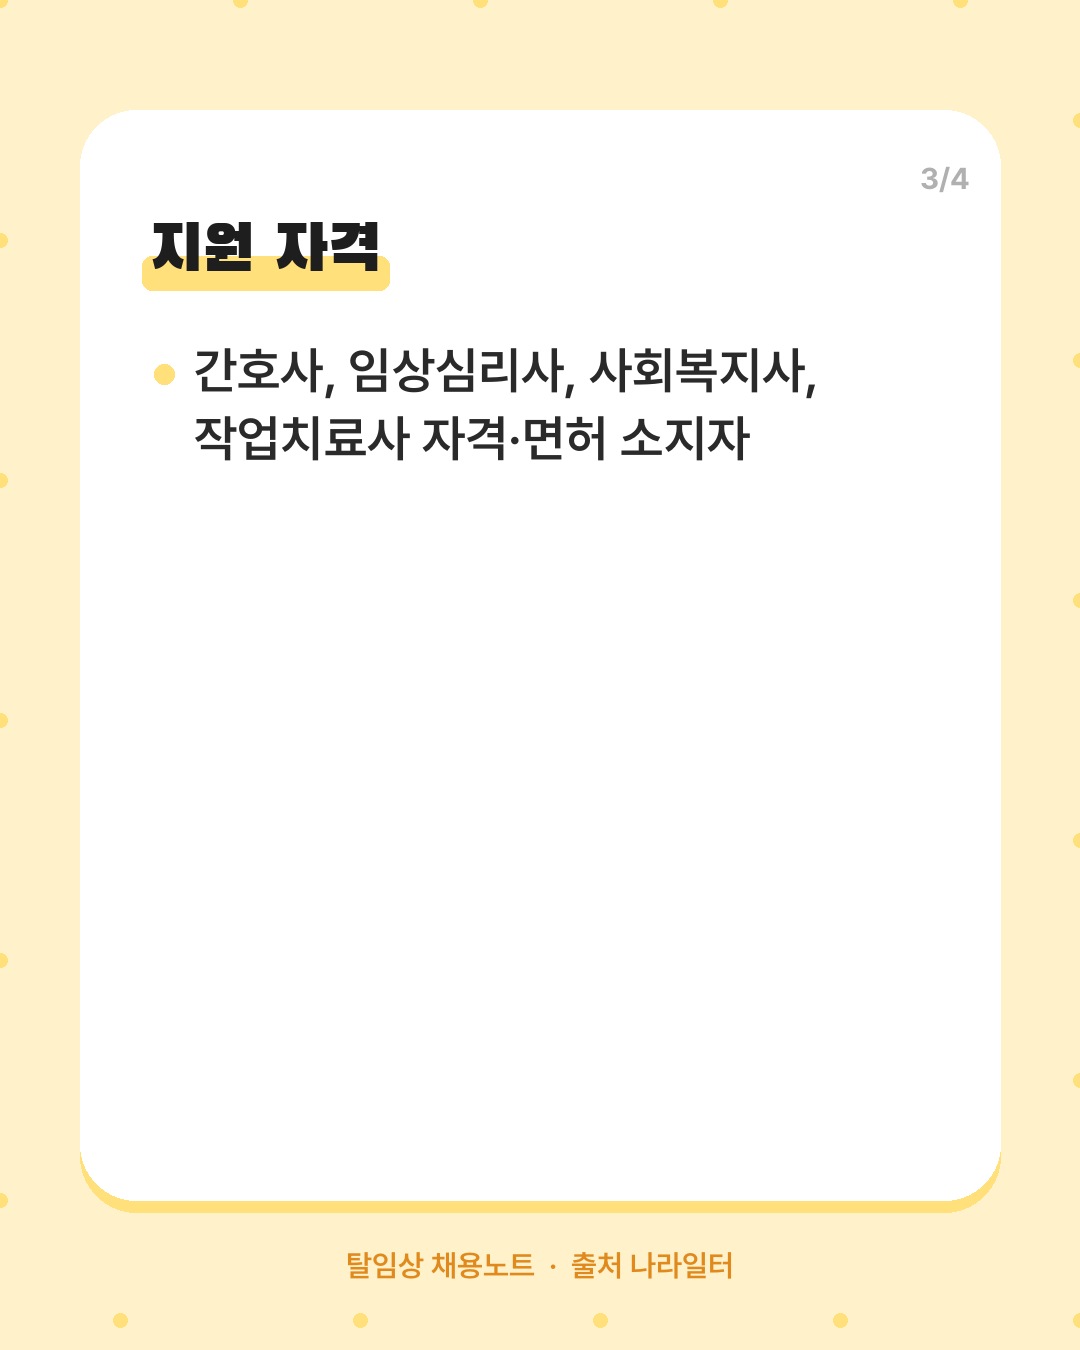 3/4
지원 자격
간호사, 임상심리사, 사회복지사,
작업치료사 자격·면허 소지자
탈임상 채용노트 · 출처 나라일터